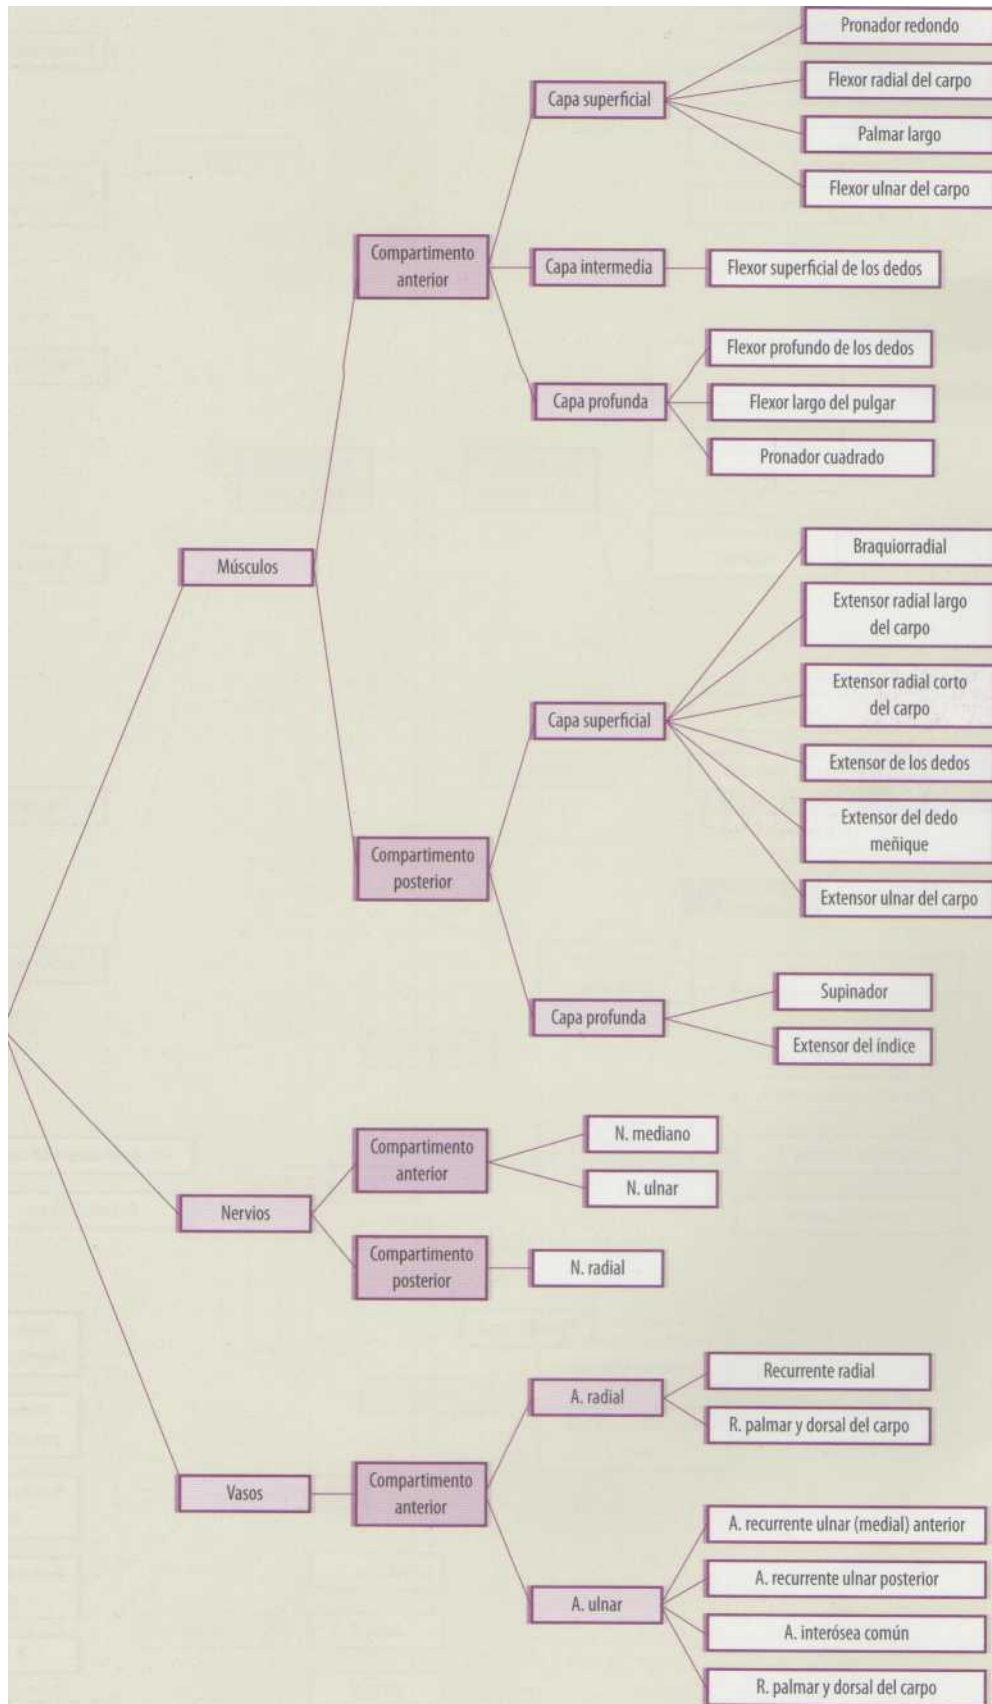 Pronador redondo
Flexor radial del carpo
Palmar largo
Flexor ulnar del carpo
Capa superficial
Compartimento
anterior
Capa intermedia
Flexor superficial de los dedos
Flexor profundo de los dedos
Capa profunda
Flexor largo del pulgar
Pronador cuadrado
Músculos
Braquiorradial
Extensor radial largo
del carpo
Extensor radial corto
del carpo
Capa superficial
Extensor de los dedos
Extensor del dedo
meñique
Compartimento
posterior
Extensor ulnar del carpo
Supinador
Capa profunda
Extensor del índice
N. mediano
Compartimento
anterior
N. ulnar
Nervios
Compartimento
posterior
N. radial
Recurrente radial
A. radial
R. palmar y dorsal del carpo
Vasos
Compartimento
anterior
A. recurrente ulnar (medial) anterior
A. recurrente ulnar posterior
A. ulnar
A. interósea común
R. palmar y dorsal del carpo